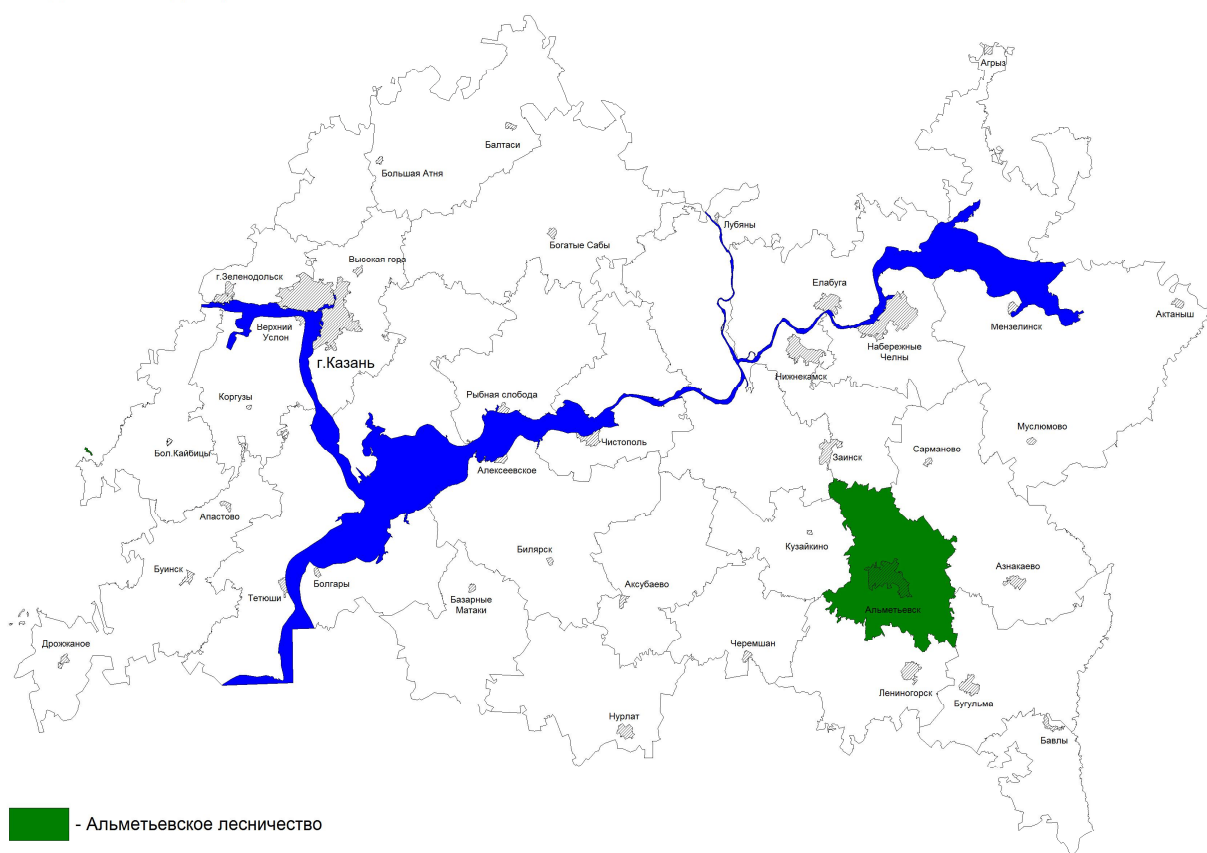 Агрыз
Балтаси
Большая Атня
Лубяны
Богатые Сабы
Высокая гора
г.Зеленодольск
Елабуга
Актаныш
Мензелинск
Верхний
Услон
Набережные
Челны
г.Казань
Нижнекамск
Рыбная слобода
Коргузы
Муслюмово
Чистополь
Бол.Кайбицы
Сарманово
Заинск
Алексеевское
Апастово
Кузайкино
Билярск
Азнакаево
Буинск
Болгары
Аксубаево
Тетюши
Базарные
Матаки
Альметьевск
Дрожжаное
Черемшан
Лениногорск
Бугульма
Нурлат
Бавлы
- Альметьевское лесничество